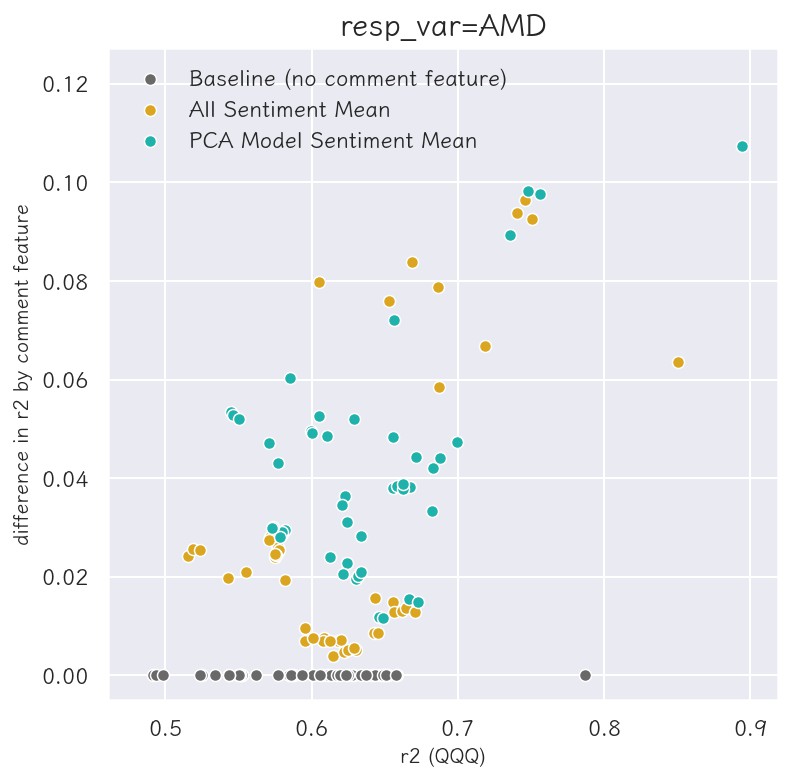 resp_var=AMD
Baseline (no comment feature)
All Sentiment Mean
PCA Model Sentiment Mean
difference in r2 by comment feature
0.12
0.10
0.08
0.06
0.04
0.02
0.00
0.5 0.6 0.7 0.8 0.9
r2 (QQQ)